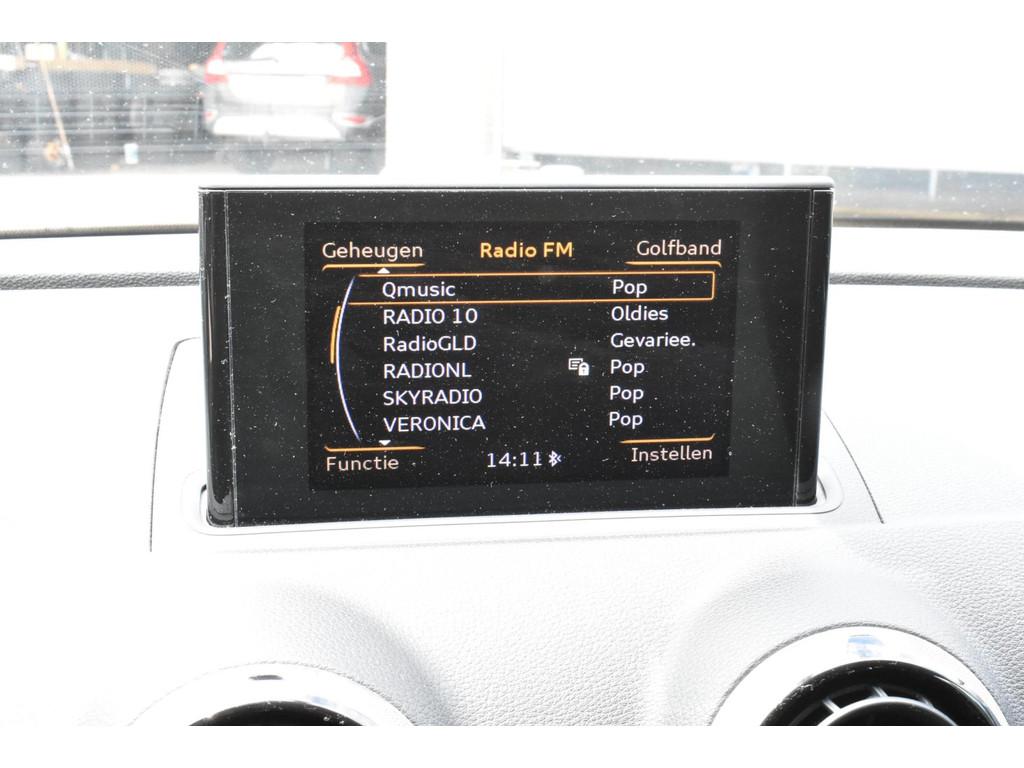 Geheugen Radio FM Golfband
Qmusic Pop
RADIO 10 Oldies
RadioGLD Gevariee.
RADIONL Pop
SKYRADIO Pop
VERONICA Pop
Functie 14:11 Instellen